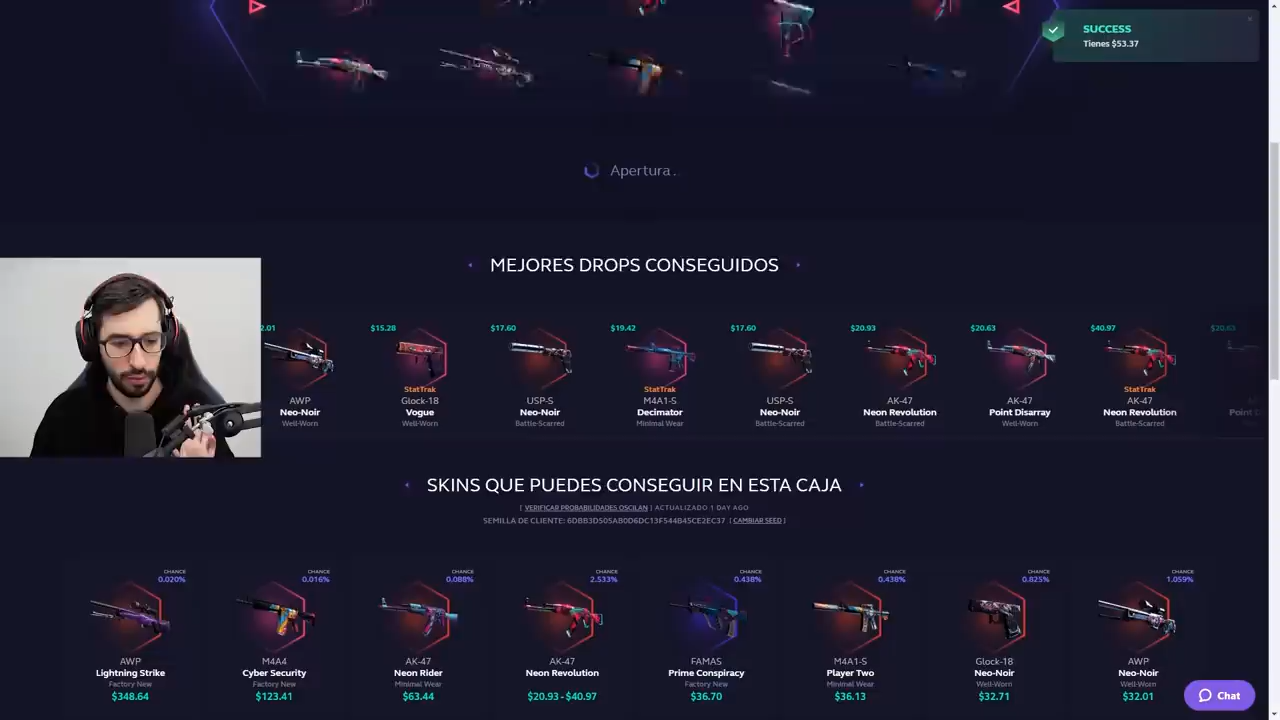 SUCCESS
Tienes $53.37
Apertura .
MEJORES DROPS CONSEGUIDOS
$15.28
StatTrak
Glock-18
Vogue
Well-Worn
$17.60
USP-S
Neo-Noir
Battle-Scarred
$19.42
StatTrak
M4A1-S
Decimator
Minimal Wear
$17.60
USP-S
Neo-Noir
Battle-Scarred
$20.93
AK-47
Neon Revolution
Battle-Scarred
$20.63
AK-47
Point Disarray
Well-Worn
$40.97
StatTrak
AK-47
Neon Revolution
Battle-Scarred
$20.63
Point D
2.01
AWP
Neo-Noir
Well-Worn
SKINS QUE PUEDES CONSEGUIR EN ESTA CAJA
[ VERIFICAR PROBABILIDADES OSCILAN ] ACTUALIZADO 1 DAY AGO
SEMILLA DE CLIENTE: 6DBB3D505AB0D6DC13F544B45CE2EC37 [ CAMBIAR SEED ]
CHANCE
0.020%
AWP
Lightning Strike
Factory New
$348.64
CHANCE
0.016%
M4A4
Cyber Security
Factory New
$123.41
CHANCE
0.088%
AK-47
Neon Rider
Minimal Wear
$63.44
CHANCE
2.533%
AK-47
Neon Revolution
$20.93 - $40.97
CHANCE
0.438%
FAMAS
Prime Conspiracy
Factory New
$36.70
CHANCE
0.438%
M4A1-S
Player Two
Minimal Wear
$36.13
CHANCE
0.825%
Glock-18
Neo-Noir
Well-Worn
$32.71
CHANCE
1.059%
AWP
Neo-Noir
Well-Worn
$32.01
Chat